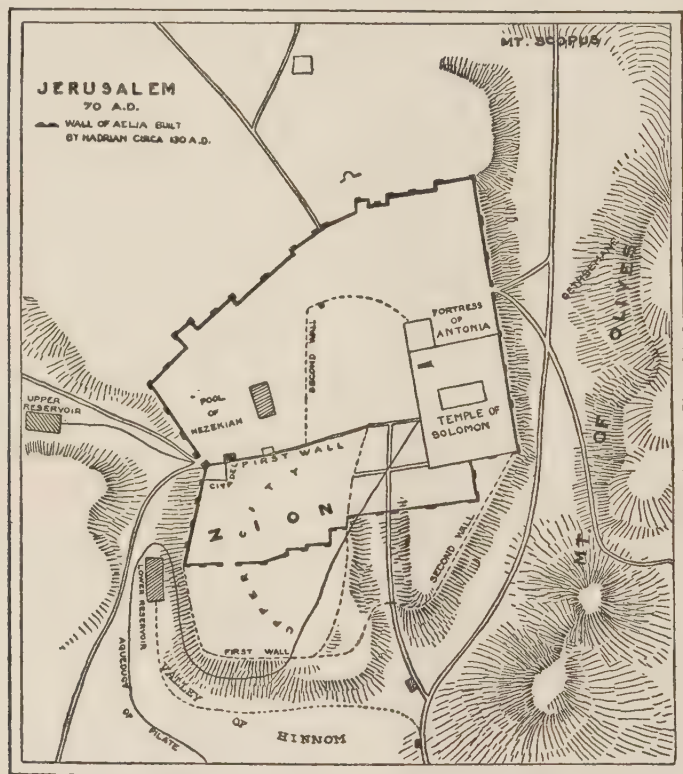 MT. SCOPUS
JERUSALEM
70 A.D.
WALL OF AELIA BUILT
BY HADRIAN CIRCA 130 A.D.
GETHSEMANE
MT. OF OLIVES
FORTRESS
OF
ANTONIA
SECOND WALL
UPPER
RESERVOIR
POOL
OF
HEZEKIAH
TEMPLE OF
SOLOMON
FIRST WALL
CITADEL
ZION
SECOND WALL
LOWER RESERVOIR
FIRST WALL
AQUEDUCT
OF
PILATE
VALLEY
OF
HINNOM